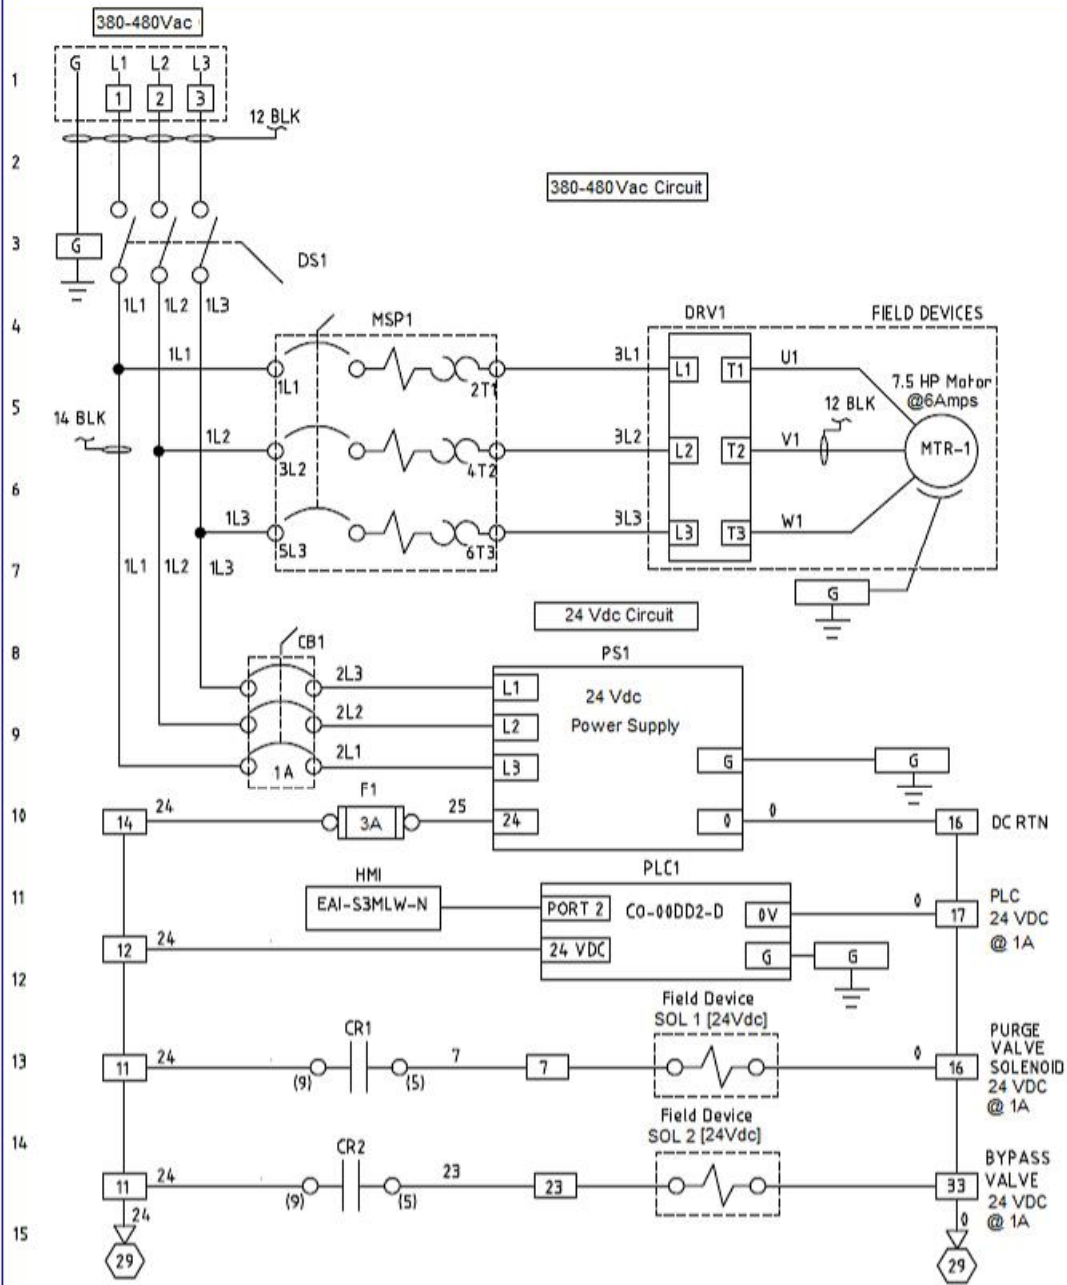 380-480Vac
G L1 L2 L3
1
1 2 3
12 BLK
2
380-480Vac Circuit
3
G
DS1
1L1 1L2 1L3
4
MSP1
DRV1
FIELD DEVICES
1L1
3L1
L1
T1
U1
1L1
2T1
7.5 HP Motor
@6Amps
5
14 BLK
12 BLK
1L2
3L2
L2
T2
V1
MTR-1
3L2
4T2
6
1L3
3L3
L3
T3
W1
5L3
6T3
7
1L1 1L2 1L3
G
24 Vdc Circuit
8
CB1
PS1
2L3
L1
24 Vdc
Power Supply
2L2
L2
9
2L1
L3
1A
G
G
F1
10
14
24
3A
25
24
0
0
16
DC RTN
PLC1
HMI
11
EAI-S3MLW-N
PORT 2
C0-00DD2-D
0V
0
17
PLC
24 VDC
@ 1A
12
24
24 VDC
G
G
12
Field Device
SOL 1 [24Vdc]
CR1
13
11
24
(9)
(5)
7
7
0
16
PURGE
VALVE
SOLENOID
24 VDC
@ 1A
Field Device
SOL 2 [24Vdc]
14
CR2
11
24
(9)
(5)
23
23
33
BYPASS
VALVE
24 VDC
@ 1A
24
0
15
29
29